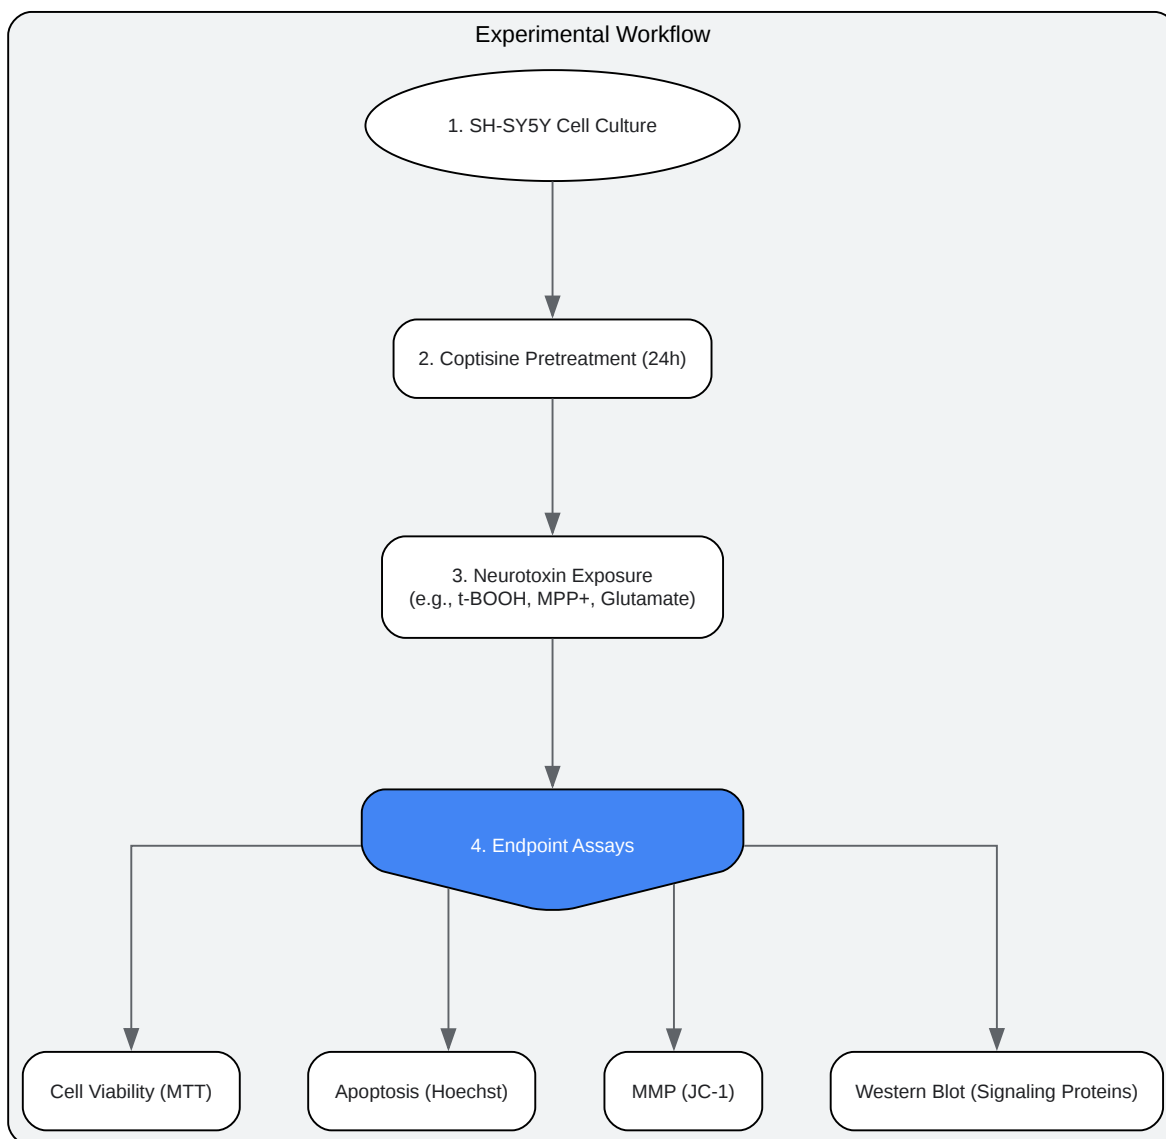 Experimental Workflow
1. SH-SY5Y Cell Culture
2. Coptisine Pretreatment (24h)
3. Neurotoxin Exposure
(e.g., t-BOOH, MPP+, Glutamate)
4. Endpoint Assays
Cell Viability (MTT)
Apoptosis (Hoechst)
MMP (JC-1)
Western Blot (Signaling Proteins)